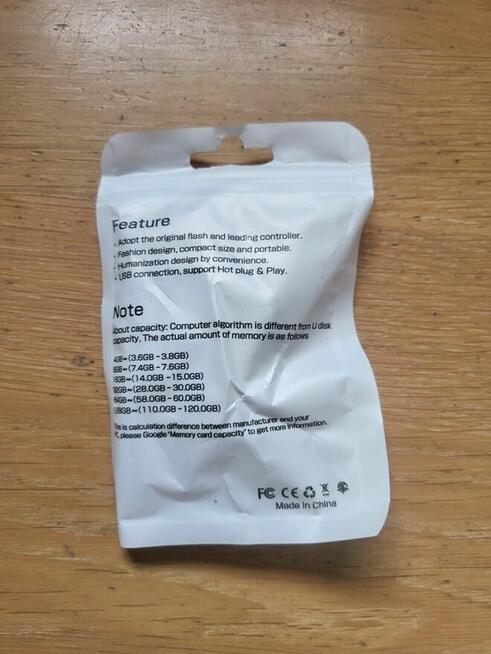 Feature
· Adopt the original flash and leading controller.
· Fashion design, compact size and portable.
· Humanization design by convenience.
· USB connection, support Hot plug & Play.
Note
About capacity: Computer algorithm is different from U disk
capacity. The actual amount of memory is as follows
4GB≈(3.6GB-3.8GB)
8GB≈(7.4GB-7.6GB)
16GB≈(14.0GB-15.0GB)
32GB≈(28.0GB-30.0GB)
64GB≈(58.0GB-60.0GB)
128GB≈(110.0GB-120.0GB)
This is calculation difference between manufacturer and your
PC, please Google "Memory card capacity" to get more information.
FC CE
Made in China